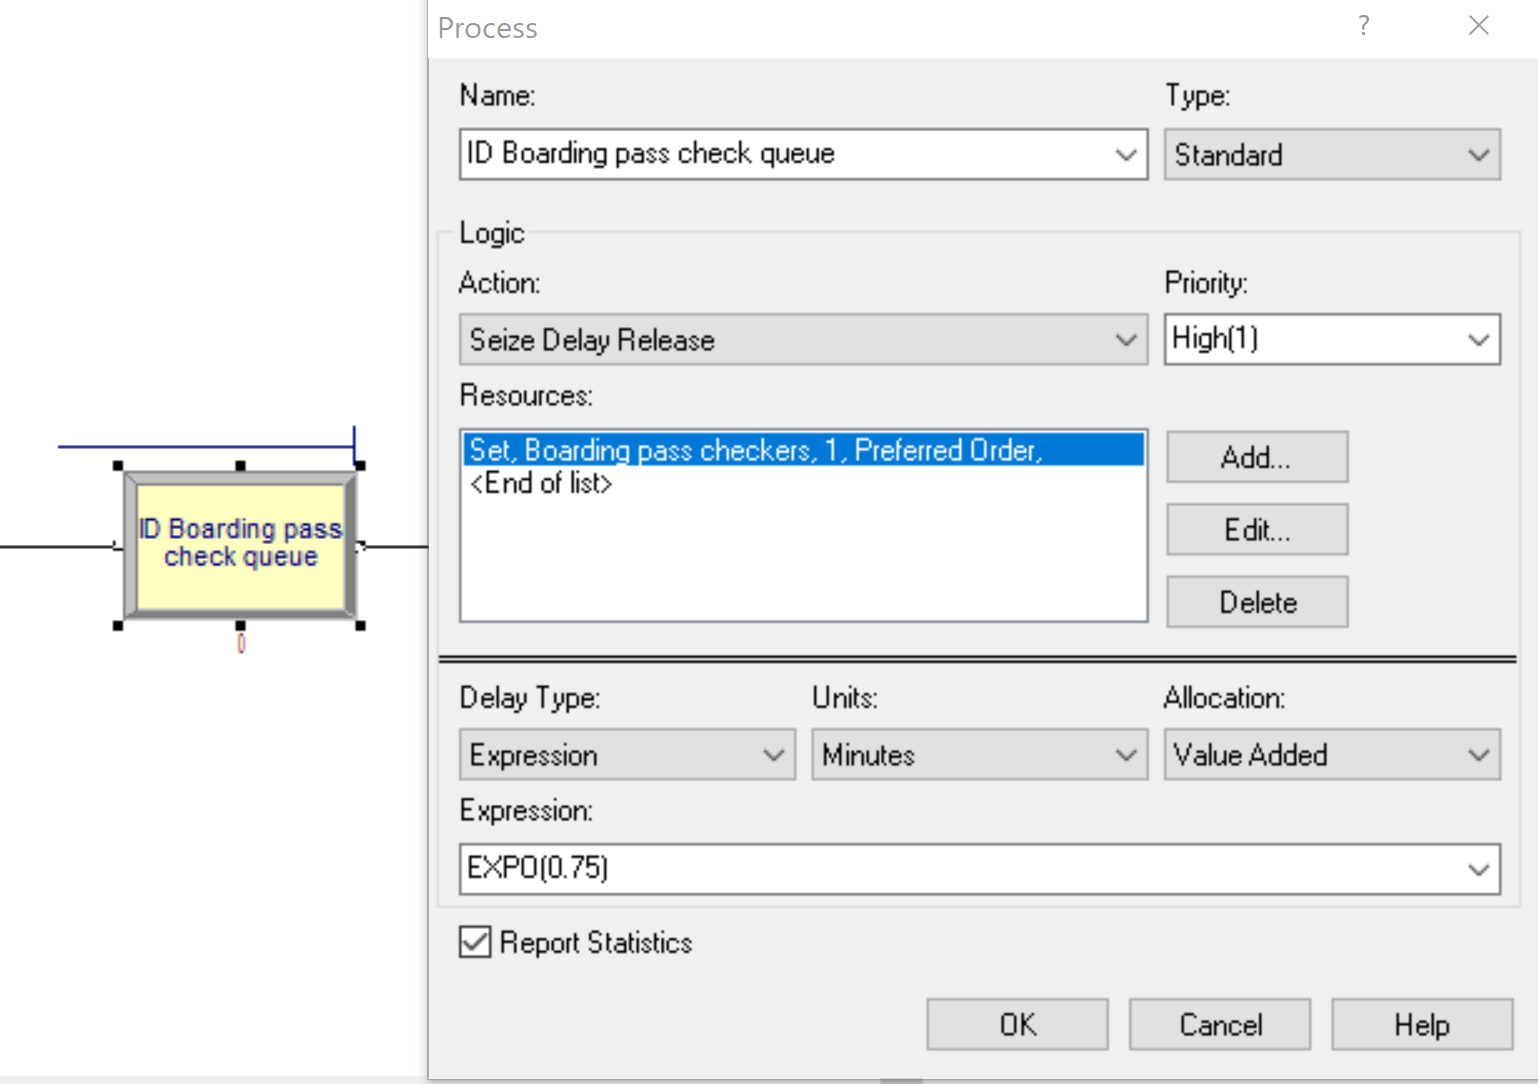 Process
?
Name:
Type:
ID Boarding pass check queue
Standard
Logic
Action:
Priority:
Seize Delay Release
High(1)
Resources:
Set, Boarding pass checkers, 1, Preferred Order,
<End of list>
Add...
Edit...
Delete
ID Boarding pass
check queue
0
Delay Type:
Units:
Allocation:
Expression
Minutes
Value Added
Expression:
EXPO(0.75)
Report Statistics
OK
Cancel
Help